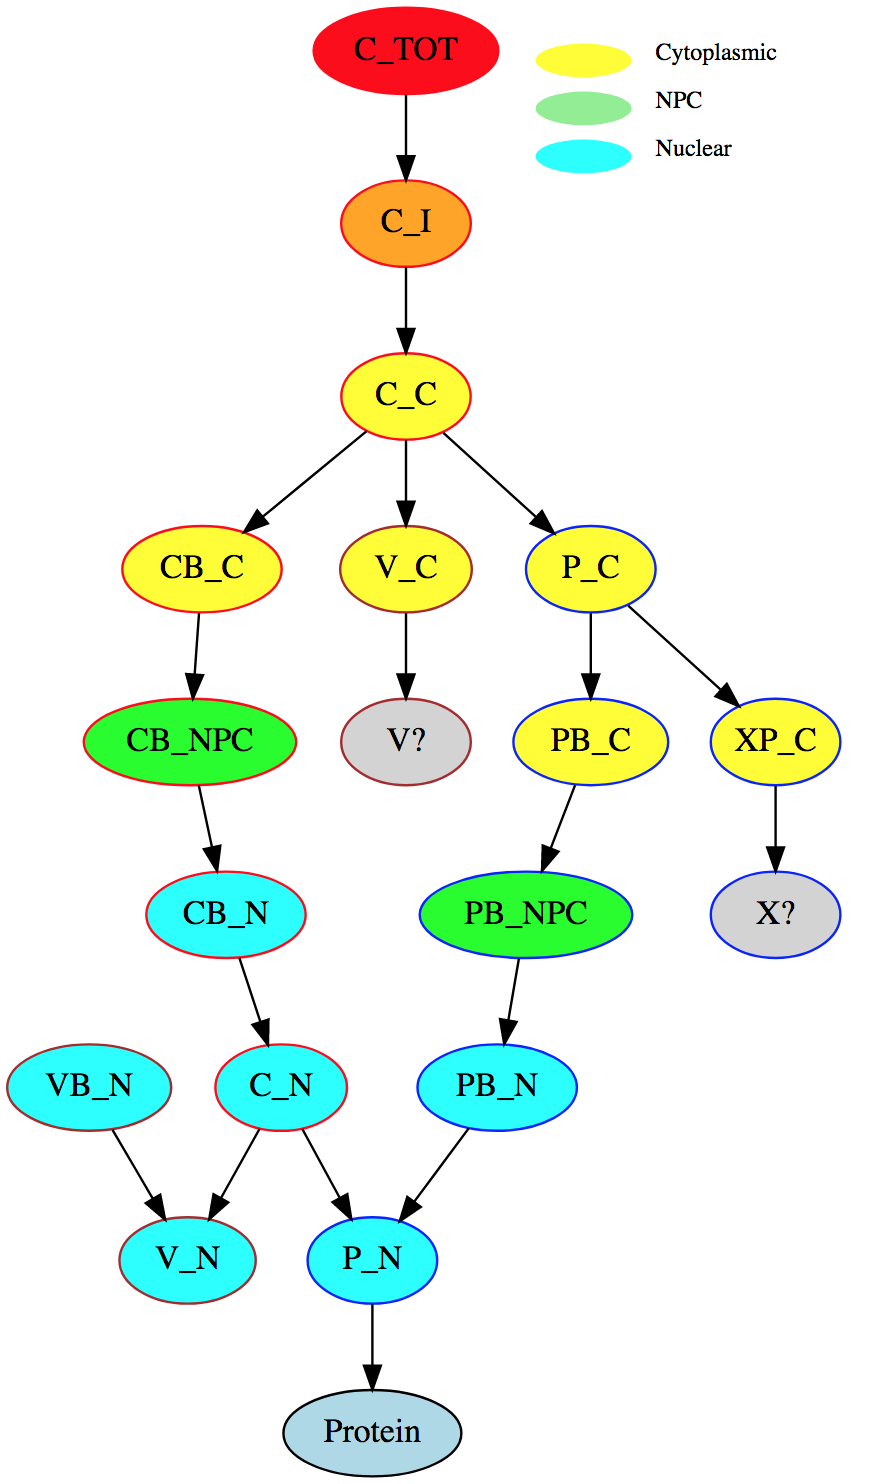 C_TOT
Cytoplasmic
NPC
Nuclear
C_I
C_C
CB_C
V_C
P_C
CB_NPC
V?
PB_C
XP_C
CB_N
PB_NPC
X?
VB_N
C_N
PB_N
V_N
P_N
Protein